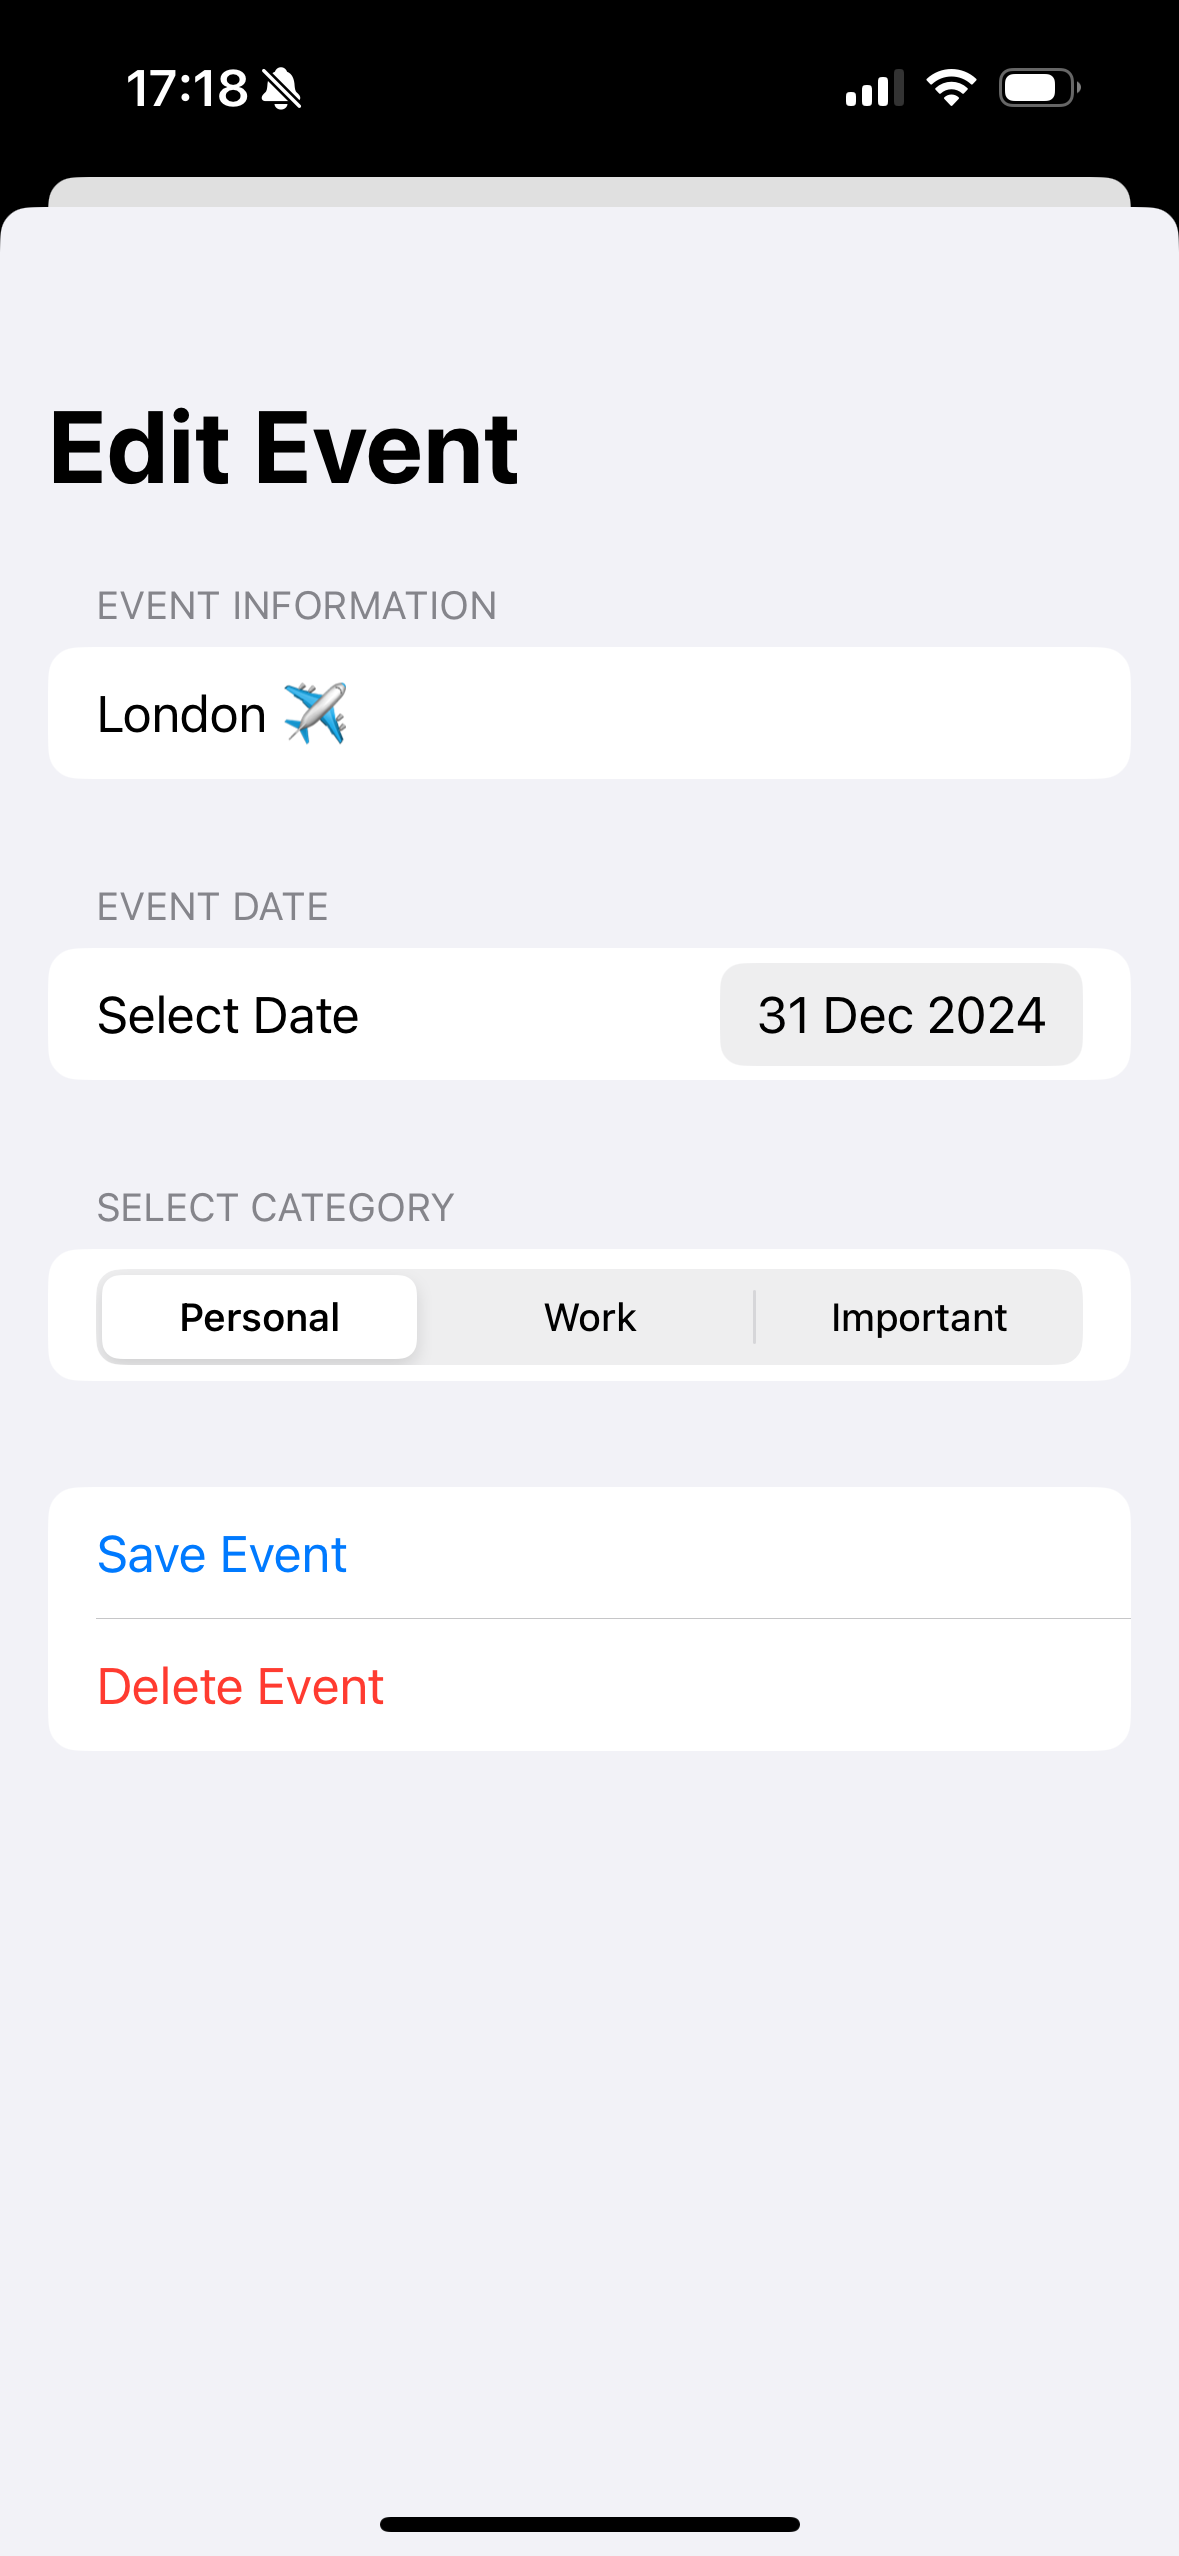 17:18
Edit Event
EVENT INFORMATION
London ✈️
EVENT DATE
Select Date 31 Dec 2024
SELECT CATEGORY
Personal Work Important
Save Event
Delete Event